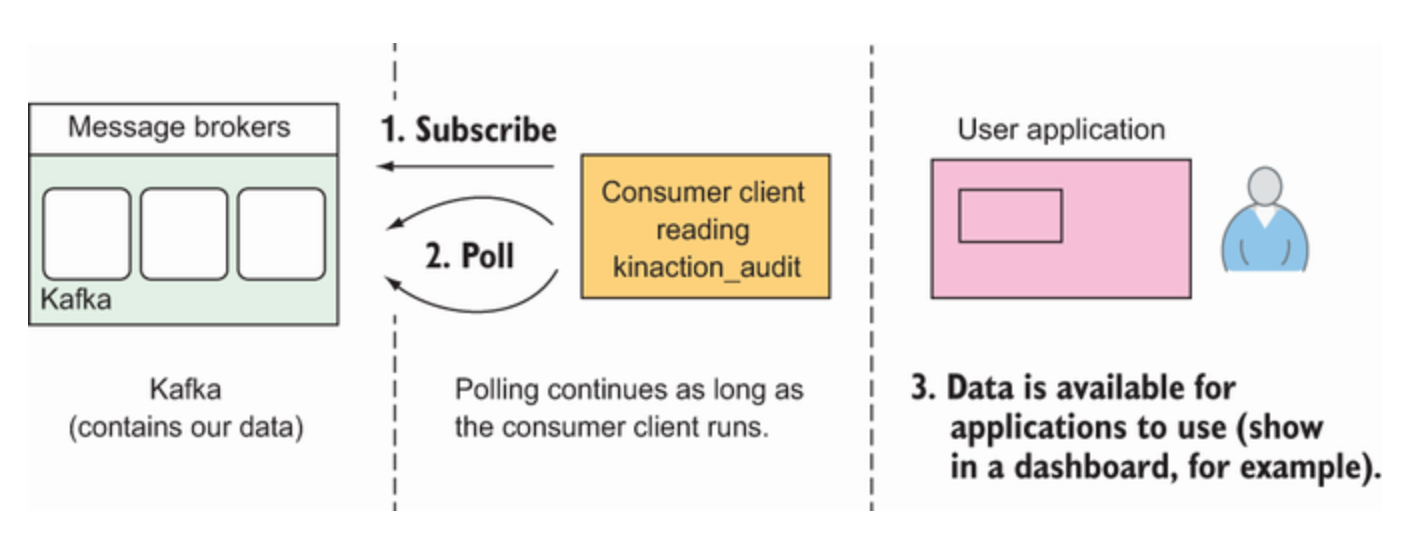 Message brokers
Kafka
Kafka
(contains our data)
1. Subscribe
2. Poll
Consumer client
reading
kinaction_audit
Polling continues as long as
the consumer client runs.
User application
3. Data is available for
applications to use (show
in a dashboard, for example).